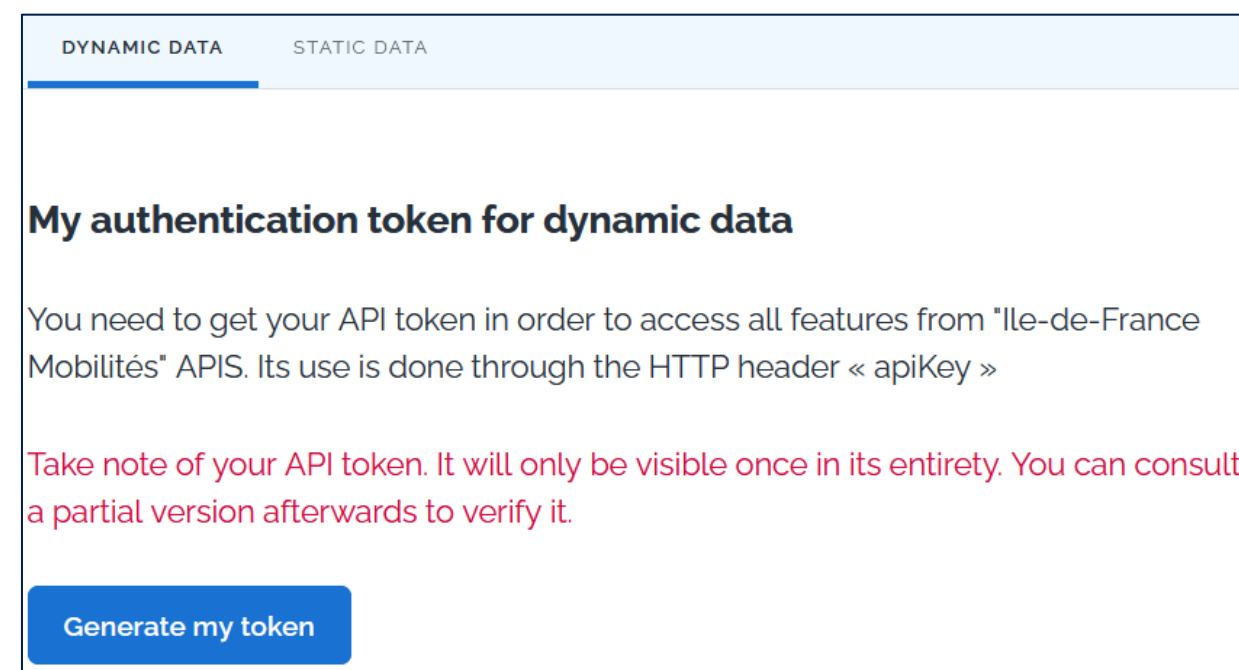 DYNAMIC DATA STATIC DATA
My authentication token for dynamic data
You need to get your API token in order to access all features from "Ile-de-France
Mobilités" APIS. Its use is done through the HTTP header « apiKey »
Take note of your API token. It will only be visible once in its entirety. You can consult
a partial version afterwards to verify it.
Generate my token